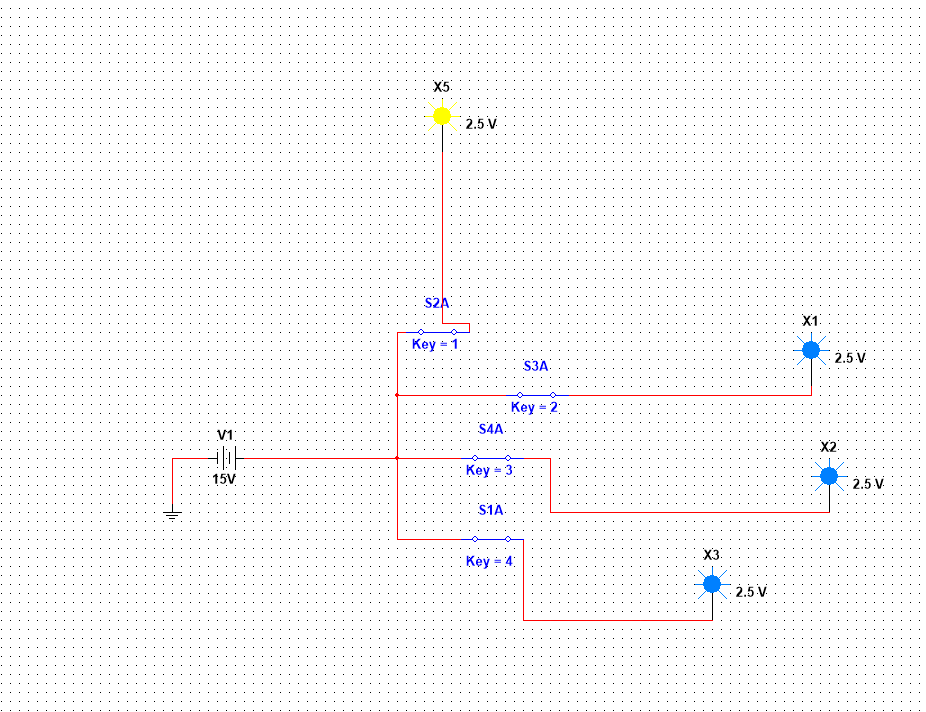 X5
2.5 V
S2A
Key = 1
X1
2.5 V
S3A
Key = 2
S4A
Key = 3
V1
15V
X2
2.5 V
S1A
Key = 4
X3
2.5 V